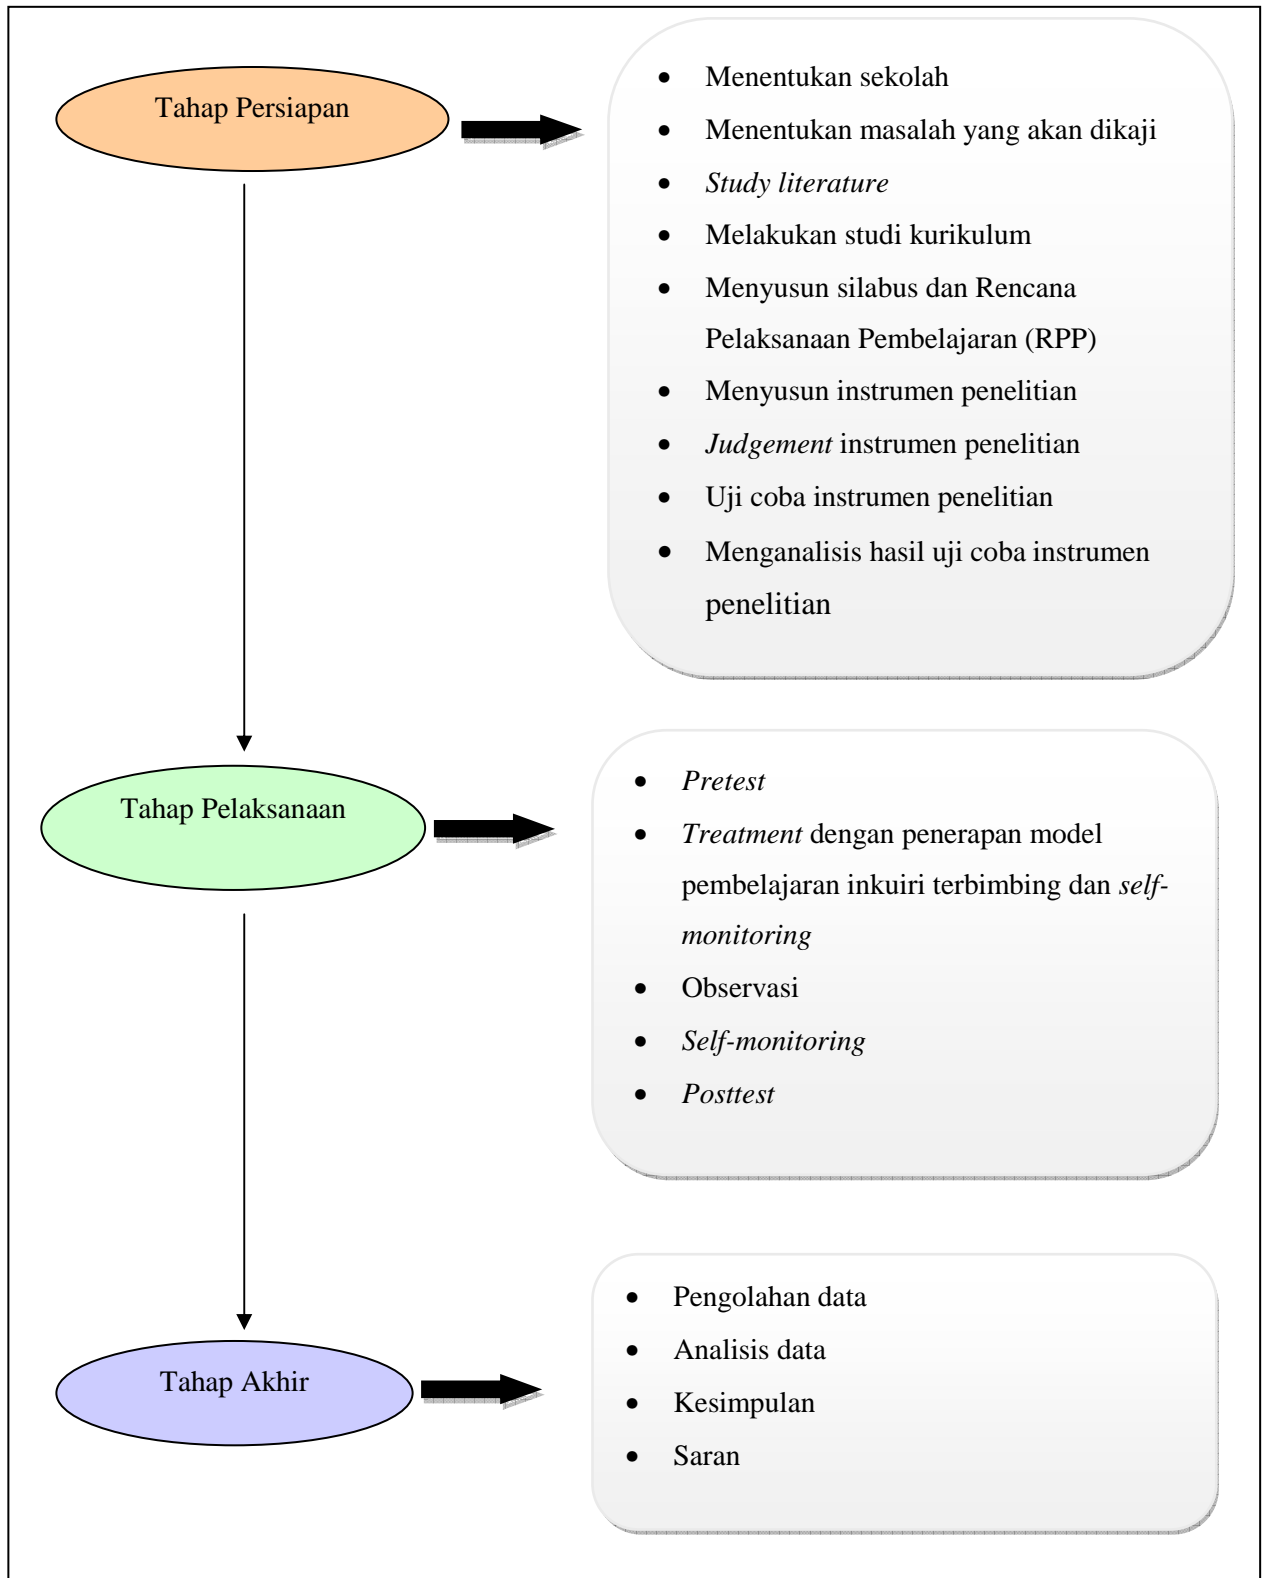 Tahap Persiapan
• Menentukan sekolah
• Menentukan masalah yang akan dikaji
• Study literature
• Melakukan studi kurikulum
• Menyusun silabus dan Rencana
Pelaksanaan Pembelajaran (RPP)
• Menyusun instrumen penelitian
• Judgement instrumen penelitian
• Uji coba instrumen penelitian
• Menganalisis hasil uji coba instrumen
penelitian
Tahap Pelaksanaan
• Pretest
• Treatment dengan penerapan model
pembelajaran inkuiri terbimbing dan self-
monitoring
• Observasi
• Self-monitoring
• Posttest
Tahap Akhir
• Pengolahan data
• Analisis data
• Kesimpulan
• Saran